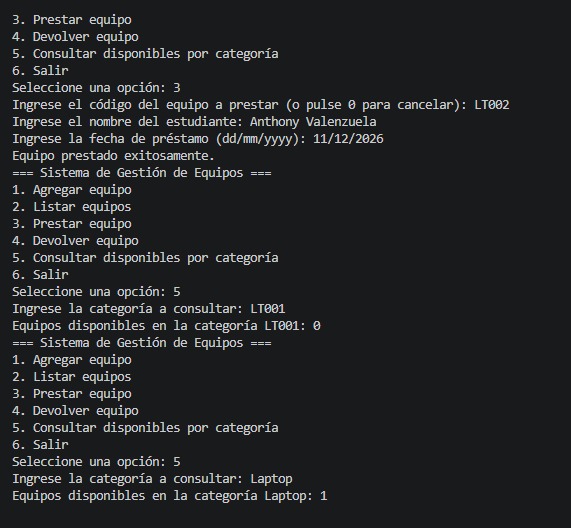 3. Prestar equipo
4. Devolver equipo
5. Consultar disponibles por categoría
6. Salir
Seleccione una opción: 3
Ingrese el código del equipo a prestar (o pulse 0 para cancelar): LT002
Ingrese el nombre del estudiante: Anthony Valenzuela
Ingrese la fecha de préstamo (dd/mm/yyyy): 11/12/2026
Equipo prestado exitosamente.
=== Sistema de Gestión de Equipos ===
1. Agregar equipo
2. Listar equipos
3. Prestar equipo
4. Devolver equipo
5. Consultar disponibles por categoría
6. Salir
Seleccione una opción: 5
Ingrese la categoría a consultar: LT001
Equipos disponibles en la categoría LT001: 0
=== Sistema de Gestión de Equipos ===
1. Agregar equipo
2. Listar equipos
3. Prestar equipo
4. Devolver equipo
5. Consultar disponibles por categoría
6. Salir
Seleccione una opción: 5
Ingrese la categoría a consultar: Laptop
Equipos disponibles en la categoría Laptop: 1